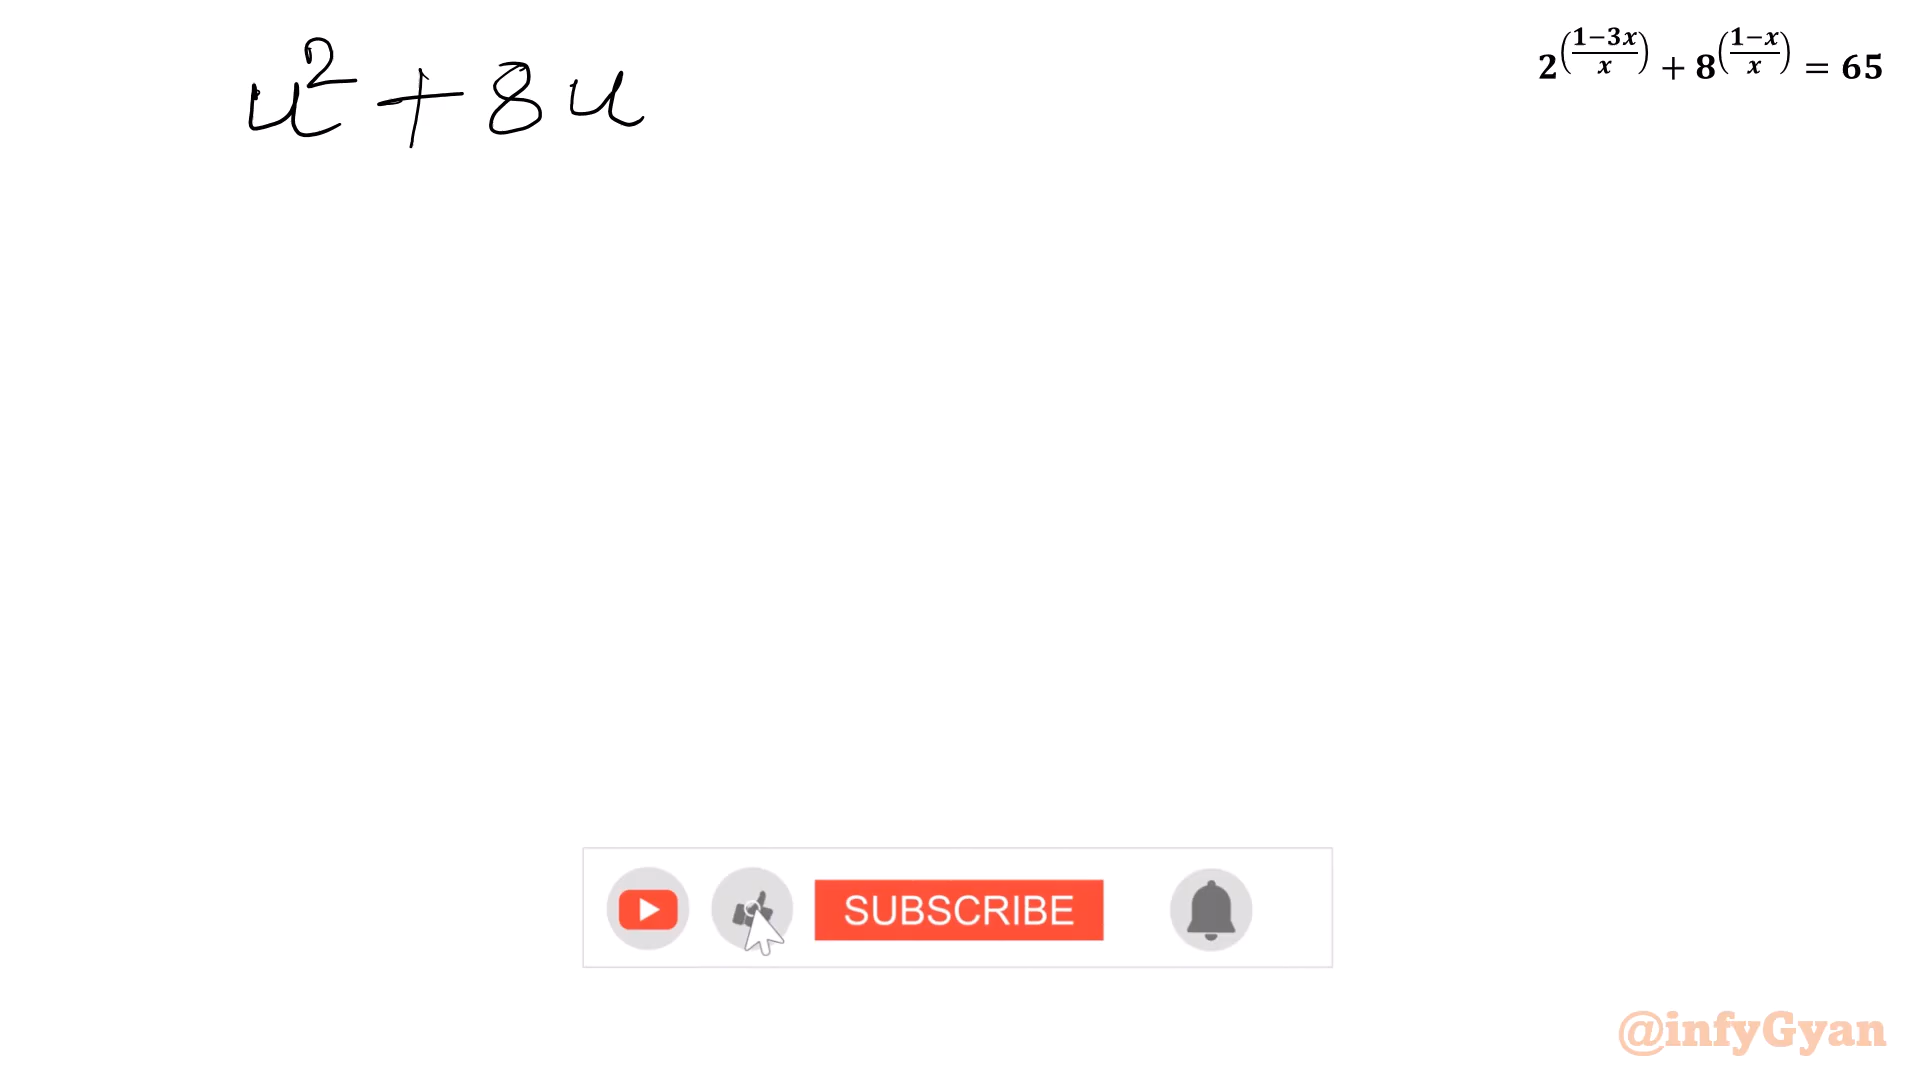 u² + 8u
2^((1−3x)/x) + 8^((1−x)/x) = 65
SUBSCRIBE
@infyGyan